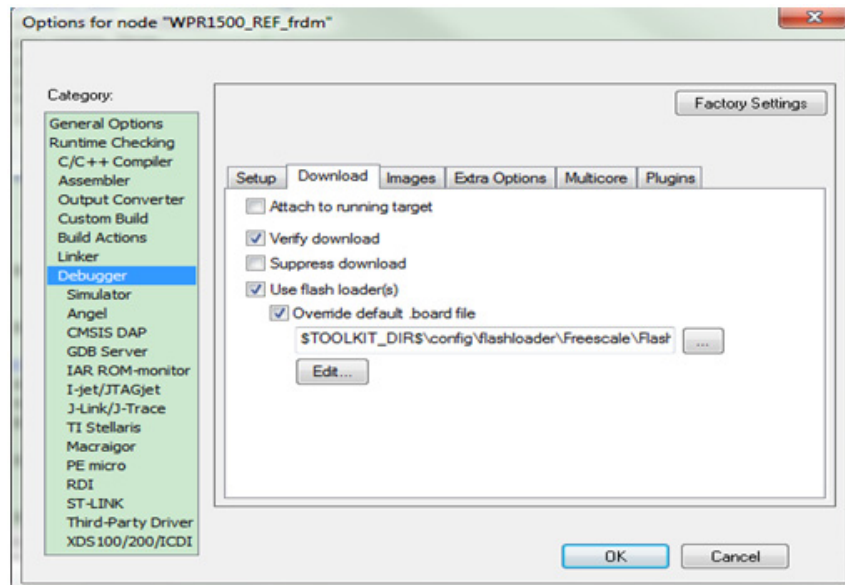 Options for node "WPR1500_REF_frdm"
Category:
Factory Settings
General Options
Runtime Checking
C/C++ Compiler
Assembler
Output Converter
Custom Build
Build Actions
Linker
Debugger
Simulator
Angel
CMSIS DAP
GDB Server
IAR ROM-monitor
I-jet/JTAGjet
J-Link/J-Trace
TI Stellaris
Macraigor
PE micro
RDI
ST-LINK
Third-Party Driver
XDS100/200/ICDI
Setup Download Images Extra Options Multicore Plugins
Attach to running target
Verify download
Suppress download
Use flash loader(s)
Override default .board file
$TOOLKIT_DIR$\config\flashloader\Freescale\Flash
...
Edit...
OK Cancel